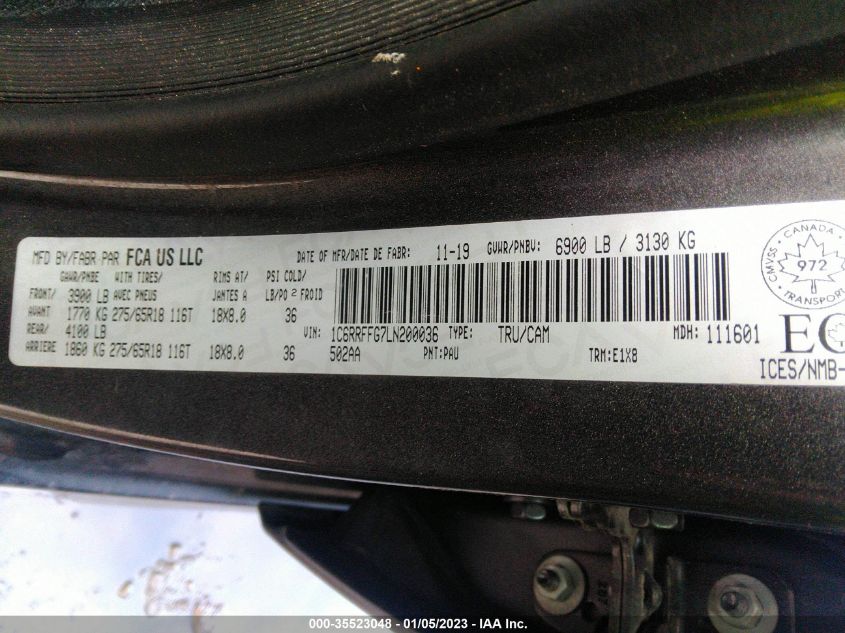 MFD BY/FABR PAR FCA US LLC
DATE OF MFR/DATE DE FABR: 11-19 GVWR/PNBV: 6900 LB / 3130 KG
GAWR/PNBE WITH TIRES/ RIMS AT/ PSI COLD/
FRONT/ 3900 LB AVEC PNEUS JANTES A LB/PO² FROID
AVANT 1770 KG 275/65R18 116T 18X8.0 36
REAR/ 4100 LB
ARRIERE 1860 KG 275/65R18 116T 18X8.0 36
VIN: 1C6RRFFG7LN200036 TYPE: TRU/CAM MDH: 111601
502AA PNT:PAU TRM:E1X8
CANADA
CMVSS
972
TRANSPORT
ICES/NMB-
000-35523048 - 01/05/2023 - IAA Inc.